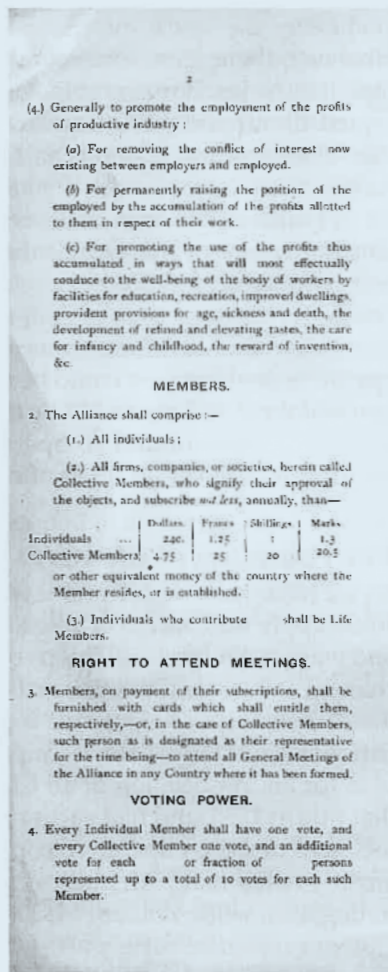 2
(4.) Generally to promote the employment of the profits
of productive industry :
(a) For removing the conflict of interest now
existing between employers and employed.
(b) For permanently raising the position of the
employed by the accumulation of the profits allotted
to them in respect of their work.
(c) For promoting the use of the profits thus
accumulated in ways that will most effectually
conduce to the well-being of the body of workers by
facilities for education, recreation, improved dwellings,
provident provisions for age, sickness and death, the
development of refined and elevating tastes, the care
for infancy and childhood, the reward of invention,
&c.
MEMBERS.
2. The Alliance shall comprise :—
(1.) All individuals ;
(2.) All firms, companies, or societies, herein called
Collective Members, who signify their approval of
the objects, and subscribe not less, annually, than—
Dollars. Francs Shillings Marks
Individuals ... 24c. 1.25 1 1.3
Collective Members, 4.75 25 20 20.5
or other equivalent money of the country where the
Member resides, or is established.
(3.) Individuals who contribute shall be Life
Members.
RIGHT TO ATTEND MEETINGS.
3. Members, on payment of their subscriptions, shall be
furnished with cards which shall entitle them,
respectively,—or, in the case of Collective Members,
such person as is designated as their representative
for the time being—to attend all General Meetings of
the Alliance in any Country where it has been formed.
VOTING POWER.
4. Every Individual Member shall have one vote, and
every Collective Member one vote, and an additional
vote for each or fraction of persons
represented up to a total of 10 votes for each such
Member.